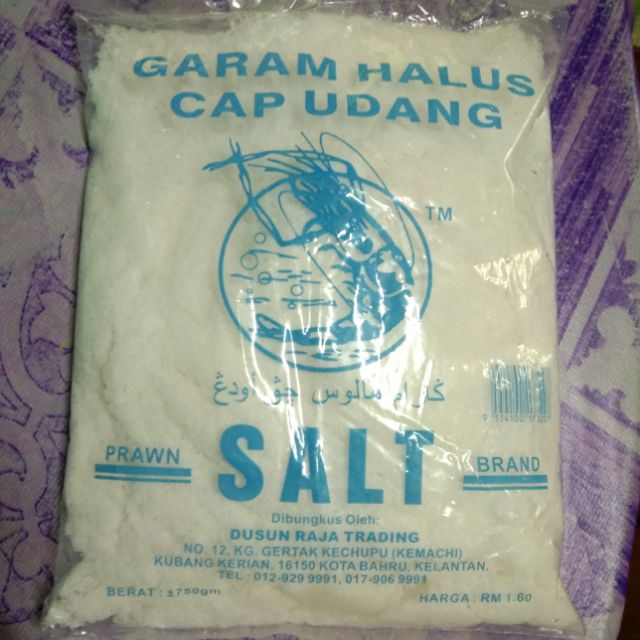 GARAM HALUS
CAP UDANG
TM
ݢارم هالوس چڤ اودڠ
PRAWN
SALT
BRAND
Dibungkus Oleh:
DUSUN RAJA TRADING
NO. 12, KG. GERTAK KECHUPU (KEMACHI)
KUBANG KERIAN, 16150 KOTA BAHRU, KELANTAN.
TEL : 012-929 9991, 017-906 9991
BERAT : ±750gm
HARGA : RM 1.60